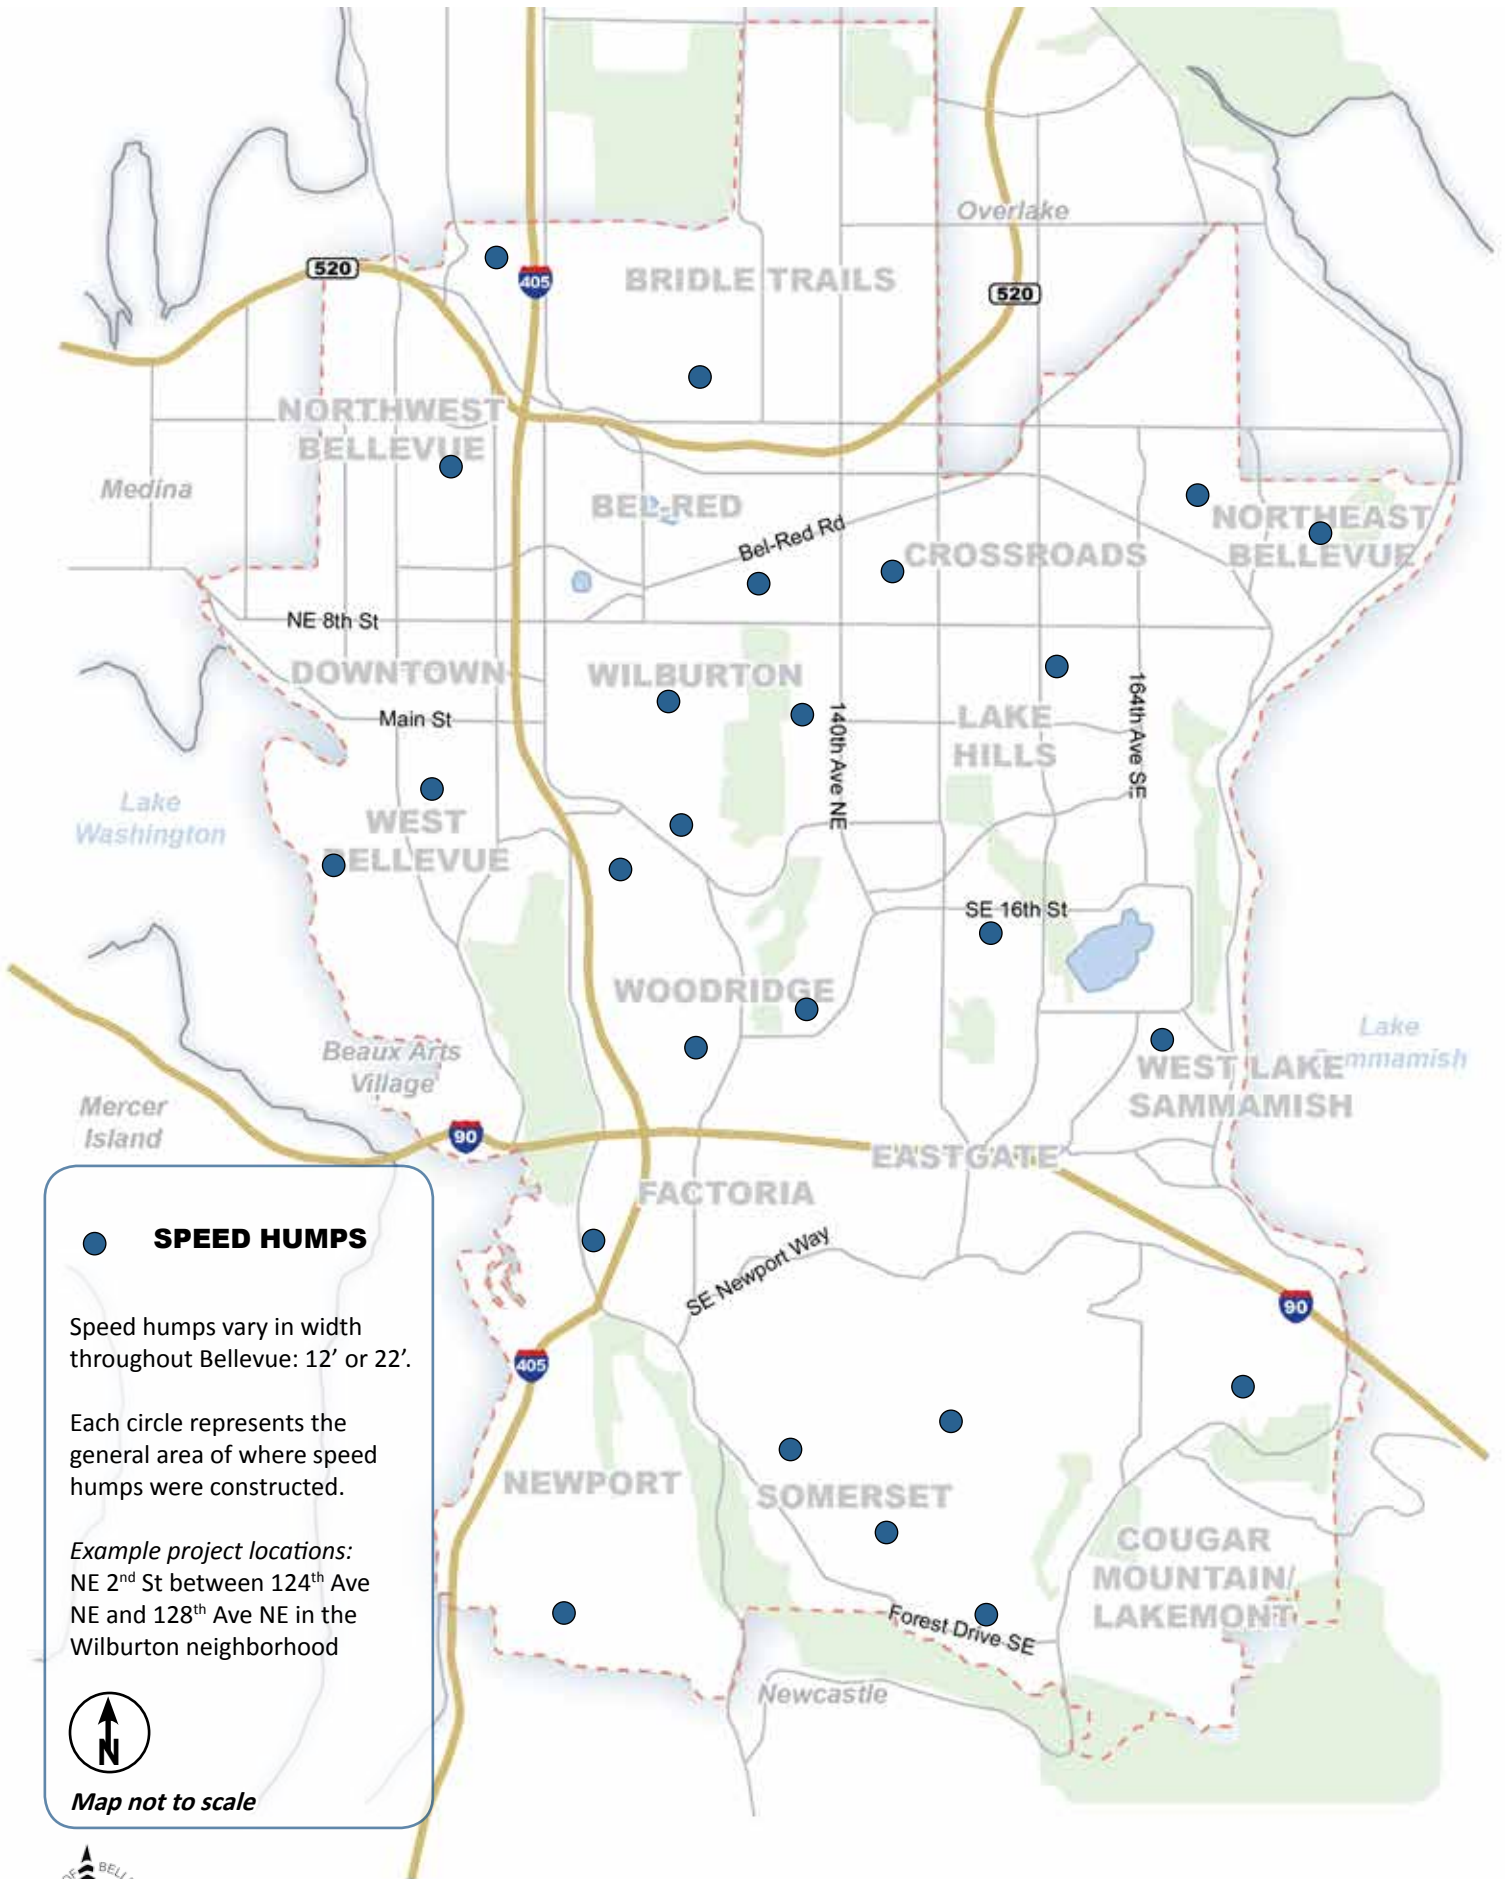 Overlake
520
405
BRIDLE TRAILS
520
NORTHWEST
BELLEVUE
Medina
BEL-RED
Bel-Red Rd
CROSSROADS
NORTHEAST
BELLEVUE
NE 8th St
DOWNTOWN
WILBURTON
Main St
140th Ave NE
LAKE
HILLS
164th Ave SE
Lake
Washington
WEST
BELLEVUE
SE 16th St
WOODRIDGE
Beaux Arts
Village
Lake
Sammamish
WEST LAKE
SAMMAMISH
Mercer
Island
90
EASTGATE
FACTORIA
SE Newport Way
90
405
NEWPORT
SOMERSET
COUGAR
MOUNTAIN/
LAKEMONT
Forest Drive SE
Newcastle
SPEED HUMPS
Speed humps vary in width
throughout Bellevue: 12’ or 22’.
Each circle represents the
general area of where speed
humps were constructed.
Example project locations:
NE 2nd St between 124th Ave
NE and 128th Ave NE in the
Wilburton neighborhood
N
Map not to scale